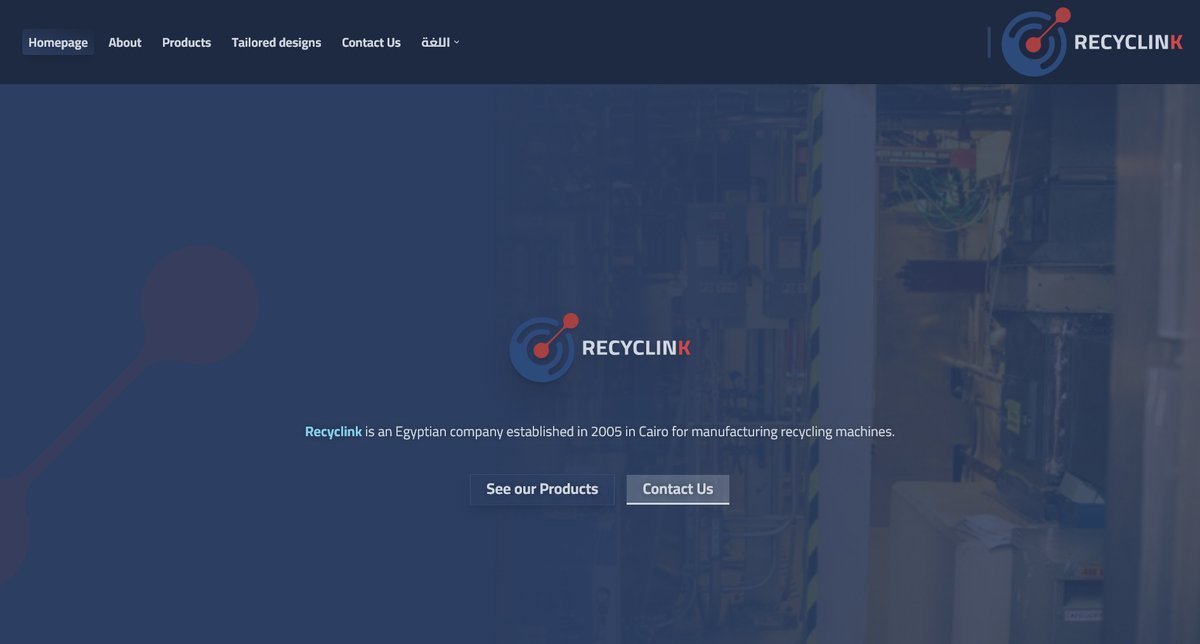 Homepage
About
Products
Tailored designs
Contact Us
اللغة
RECYCLINK
RECYCLINK
Recyclink is an Egyptian company established in 2005 in Cairo for manufacturing recycling machines.
See our Products
Contact Us